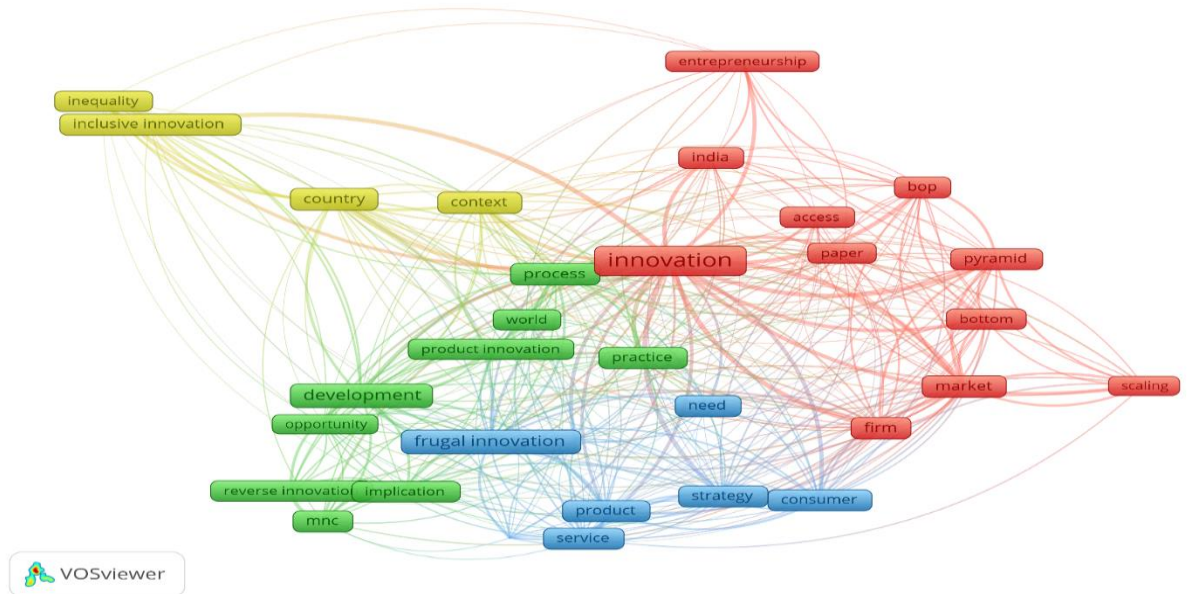 entrepreneurship
inequality
inclusive innovation
india
bop
country
context
access
paper
innovation
pyramid
process
world
bottom
product innovation
practice
market
scaling
development
need
opportunity
firm
frugal innovation
reverse innovation
implication
strategy
consumer
product
mnc
service
VOSviewer